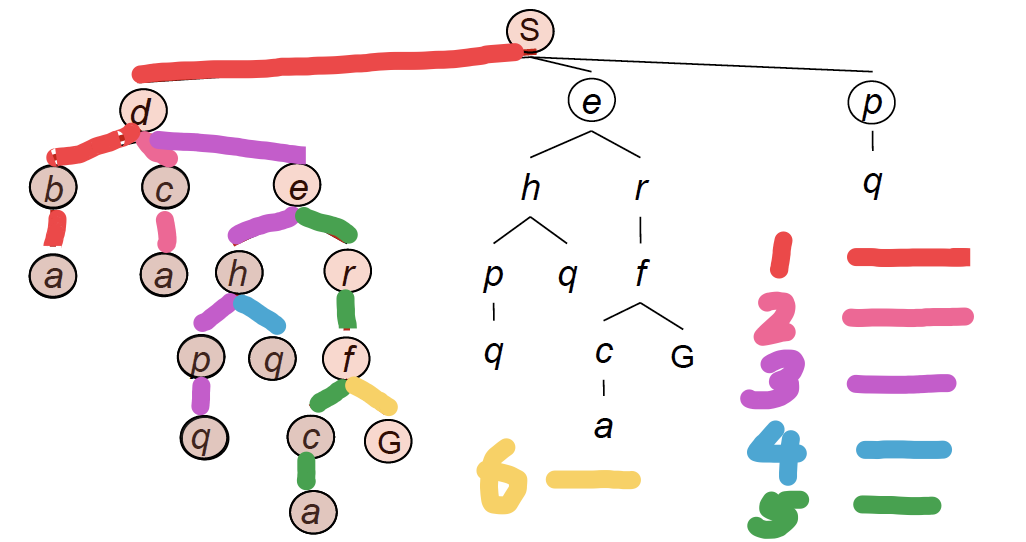 S
d e p
b c e h r q
a a h r p q f
p q f q c G
q c G a
a
1
2
3
4
5
6